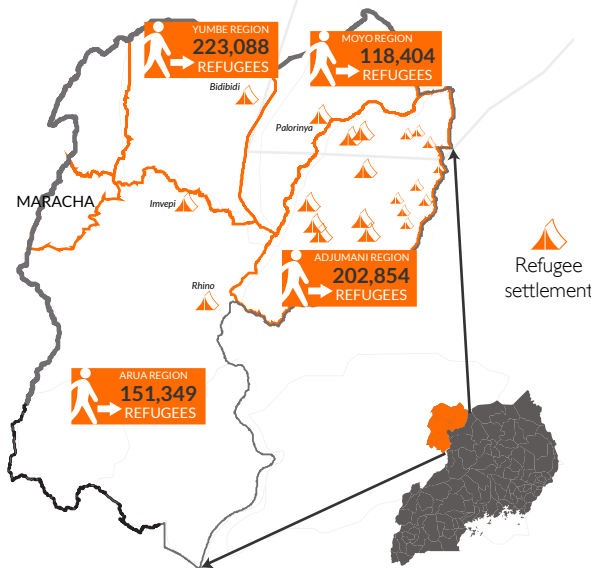 YUMBE REGION
223,088
REFUGEES
MOYO REGION
118,404
REFUGEES
Bidibidi
Palorinya
MARACHA
Imvepi
Refugee
settlement
ADJUMANI REGION
202,854
REFUGEES
Rhino
ARUA REGION
151,349
REFUGEES